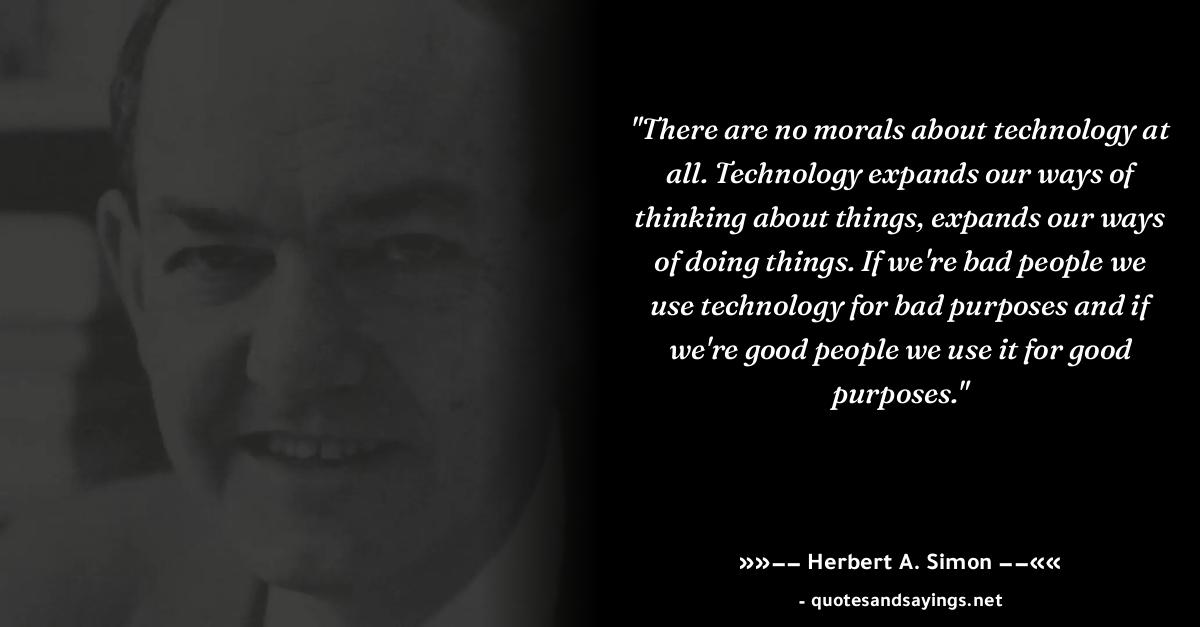 "There are no morals about technology at
all. Technology expands our ways of
thinking about things, expands our ways
of doing things. If we're bad people we
use technology for bad purposes and if
we're good people we use it for good
purposes."
»»–– Herbert A. Simon ––««
- quotesandsayings.net